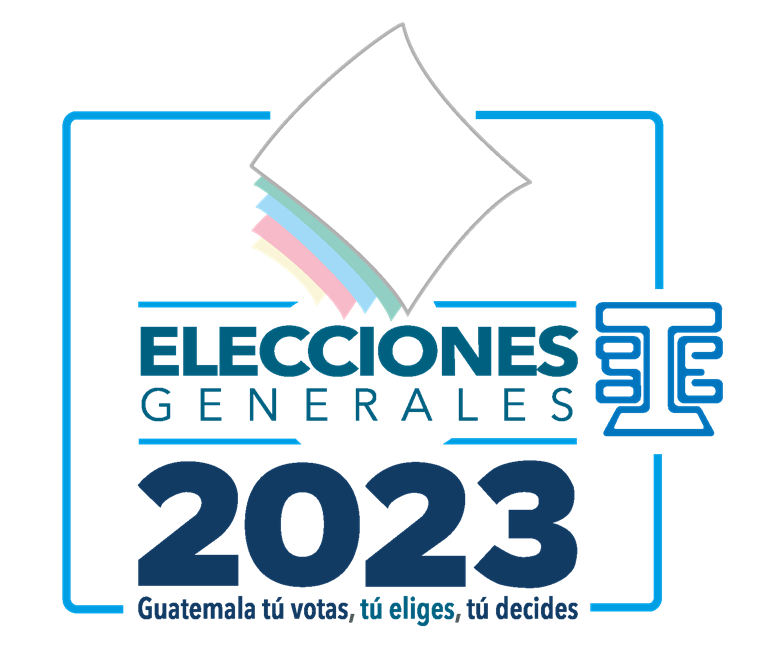 ELECCIONES
GENERALES
2023
Guatemala tú votas, tú eliges, tú decides